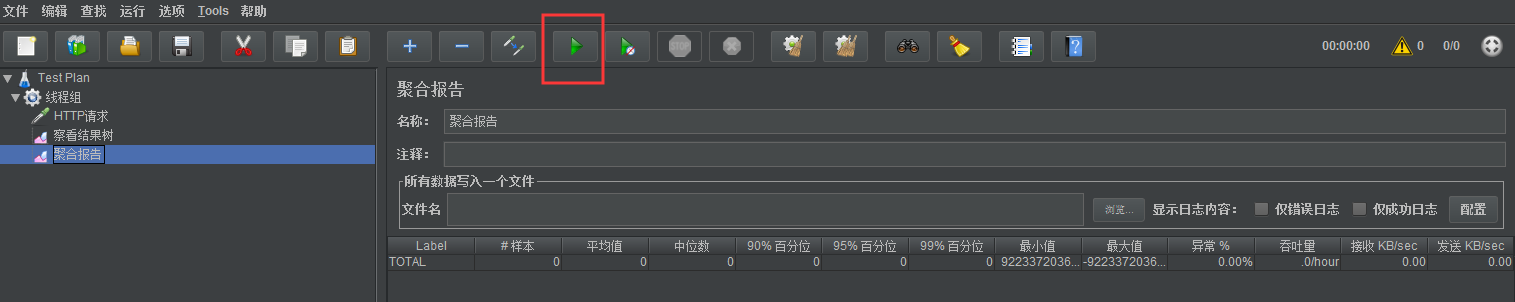 文件 编辑 查找 运行 选项 Tools 帮助
STOP
00:00:00 0 0/0
Test Plan
线程组
HTTP请求
察看结果树
聚合报告
聚合报告
名称： 聚合报告
注释：
所有数据写入一个文件
文件名 浏览... 显示日志内容： 仅错误日志 仅成功日志 配置
Label # 样本 平均值 中位数 90% 百分位 95% 百分位 99% 百分位 最小值 最大值 异常 % 吞吐量 接收 KB/sec 发送 KB/sec
TOTAL 0 0 0 0 0 0 9223372036... -9223372036... 0.00% .0/hour 0.00 0.00